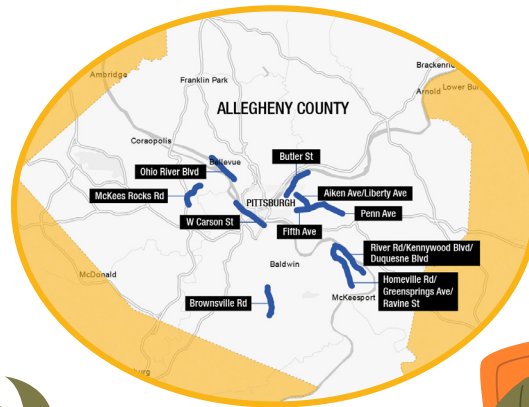 Brackenri
Ambridge
Franklin Park
Arnold
Lower Bur
ALLEGHENY COUNTY
Coraopolis
Butler St
Bellevue
Ohio River Blvd
Aiken Ave/Liberty Ave
McKees Rocks Rd
PITTSBURGH
Penn Ave
W Carson St
Fifth Ave
River Rd/Kennywood Blvd/
Duquesne Blvd
Baldwin
McDonald
Homeville Rd/
Greensprings Ave/
Ravine St
McKeesport
Brownsville Rd